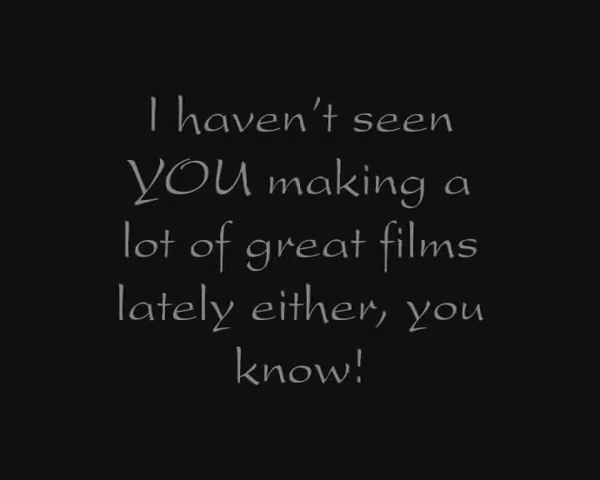 I haven't seen
YOU making a
lot of great films
lately either, you
know!